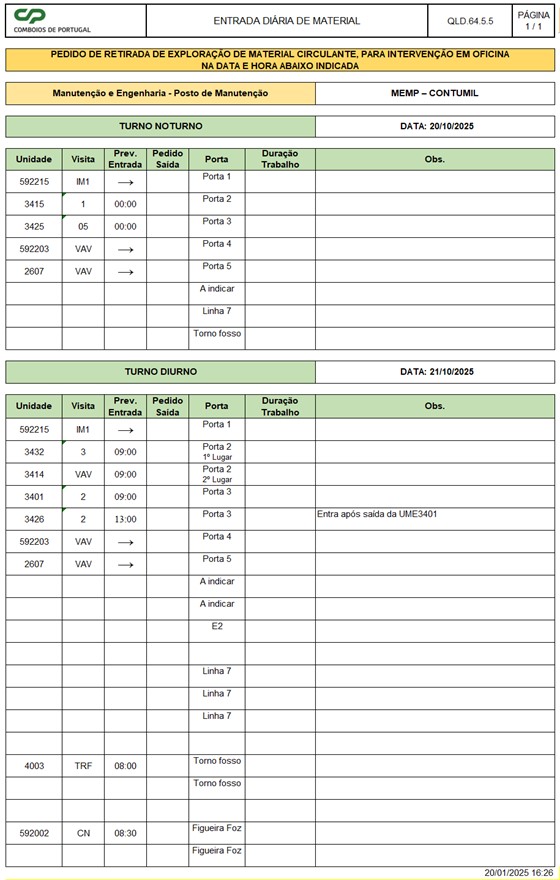 CP
COMBOIOS DE PORTUGAL
ENTRADA DIÁRIA DE MATERIAL
QLD.64.5.5
PÁGINA
1 / 1
PEDIDO DE RETIRADA DE EXPLORAÇÃO DE MATERIAL CIRCULANTE, PARA INTERVENÇÃO EM OFICINA
NA DATA E HORA ABAIXO INDICADA
Manutenção e Engenharia - Posto de Manutenção MEMP – CONTUMIL
TURNO NOTURNO DATA: 20/10/2025
Unidade Visita Prev. Entrada Pedido Saída Porta Duração Trabalho Obs.
592215 IM1 → Porta 1
3415 1 00:00 Porta 2
3425 05 00:00 Porta 3
592203 VAV → Porta 4
2607 VAV → Porta 5
A indicar
Linha 7
Torno fosso
TURNO DIURNO DATA: 21/10/2025
Unidade Visita Prev. Entrada Pedido Saída Porta Duração Trabalho Obs.
592215 IM1 → Porta 1
3432 3 09:00 Porta 2 1º Lugar
3414 VAV 09:00 Porta 2 2º Lugar
3401 2 09:00 Porta 3
3426 2 13:00 Porta 3 Entra após saída da UME3401
592203 VAV → Porta 4
2607 VAV → Porta 5
A indicar
A indicar
E2
Linha 7
Linha 7
Linha 7
4003 TRF 08:00 Torno fosso
Torno fosso
592002 CN 08:30 Figueira Foz
Figueira Foz
20/01/2025 16:26